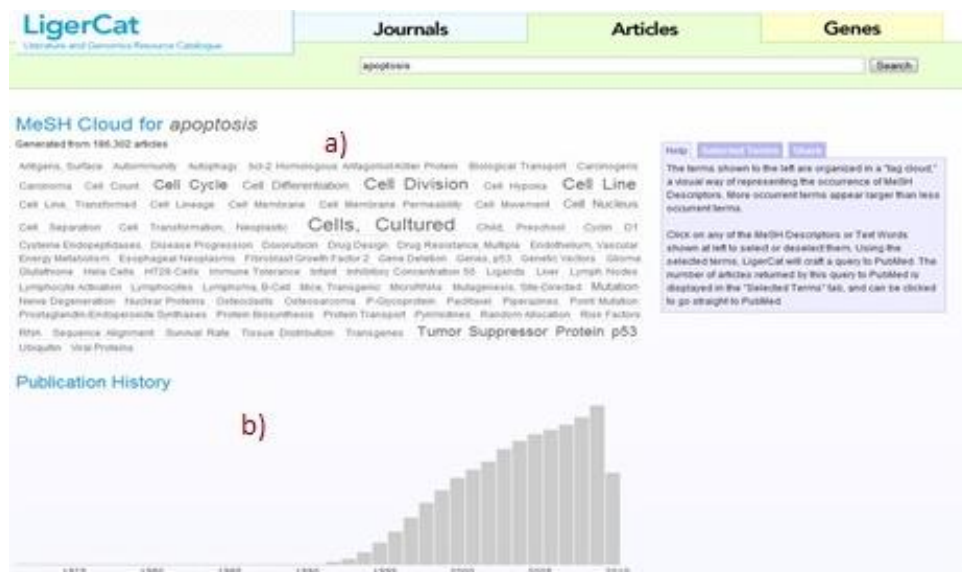 LigerCat
Literature and Genomics Resource Catalogue
Journals
Articles
Genes
apoptosis
Search
MeSH Cloud for apoptosis
Generated from 186,302 articles
a)
Antigens, Surface Autoimmunity Autophagy bcl-2 Homologous Antagonist-Killer Protein Biological Transport Carcinogens
Carcinoma Cell Count Cell Cycle Cell Differentiation Cell Division Cell Hypoxia Cell Line
Cell Line, Transformed Cell Lineage Cell Membrane Cell Membrane Permeability Cell Movement Cell Nucleus
Cell Separation Cell Transformation, Neoplastic Cells, Cultured Child, Preschool Cyclin D1
Cysteine Endopeptidases Disease Progression Doxorubicin Drug Design Drug Resistance, Multiple Endothelium, Vascular
Energy Metabolism Esophageal Neoplasms Fibroblast Growth Factor 2 Gene Deletion Genes, p53 Genetic Vectors Glioma
Glutathione Hela Cells HT29 Cells Immune Tolerance Infant Inhibitory Concentration 50 Ligands Liver Lymph Nodes
Lymphocyte Activation Lymphocytes Lymphoma, B-Cell Mice, Transgenic MicroRNAs Mutagenesis, Site-Directed Mutation
Nerve Degeneration Nuclear Proteins Osteoclasts Osteosarcoma P-Glycoprotein Paclitaxel Piperazines Point Mutation
Prostaglandin-Endoperoxide Synthases Protein Biosynthesis Protein Transport Pyrimidines Random Allocation Risk Factors
RNA Sequence Alignment Survival Rate Tissue Distribution Transgenes Tumor Suppressor Protein p53
Ubiquitin Viral Proteins
Help Selected Terms Share
The terms shown to the left are organized in a "tag cloud,"
a visual way of representing the occurrence of MeSH
Descriptors. More occurrent terms appear larger than less
occurrent terms.
Click on any of the MeSH Descriptors or Text Words
shown at left to select or deselect them. Using the
selected terms, LigerCat will craft a query to PubMed. The
number of articles returned by this query to PubMed is
displayed in the "Selected Terms" tab, and can be clicked
to go straight to PubMed.
Publication History
b)
1975 1980 1985 1990 1995 2000 2005 2010